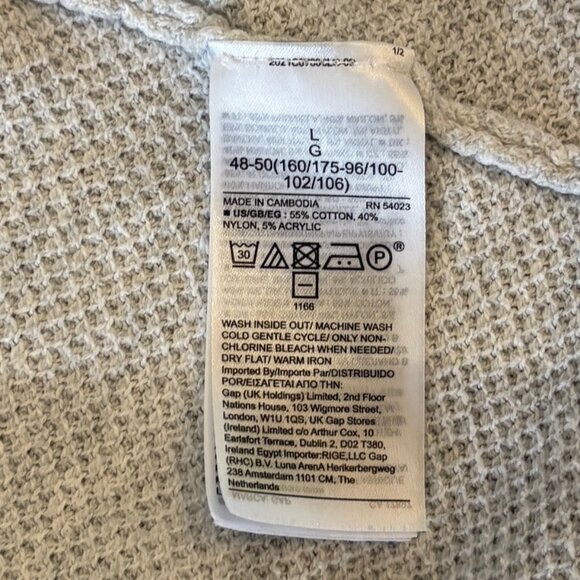 1/2
L
G
48-50(160/175-96/100-
102/106)
MADE IN CAMBODIA RN 54023
■ US/GB/EG : 55% COTTON, 40%
NYLON, 5% ACRYLIC
30 P ®
1166
WASH INSIDE OUT/ MACHINE WASH
COLD GENTLE CYCLE/ ONLY NON-
CHLORINE BLEACH WHEN NEEDED/
DRY FLAT/ WARM IRON
Imported By/Importe Par/DISTRIBUIDO
POR/ΕΙΣΑΓΕΤΑΙ ΑΠΟ ΤΗΝ:
Gap (UK Holdings) Limited, 2nd Floor
Nations House, 103 Wigmore Street,
London, W1U 1QS, UK Gap Stores
(Ireland) Limited c/o Arthur Cox, 10
Earlsfort Terrace, Dublin 2, D02 T380,
Ireland Egypt Importer:RIGE,LLC Gap
(RHC) B.V. Luna ArenA Herikerbergweg
238 Amsterdam 1101 CM, The
Netherlands